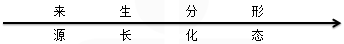 来 生 分 形
源 长 化 态